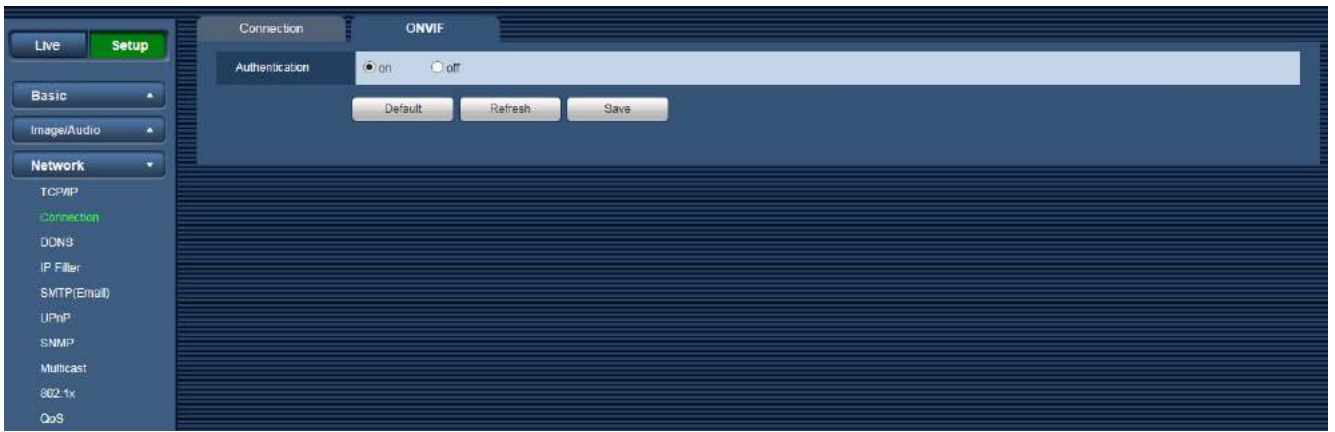 Live Setup
Basic
Image/Audio
Network
TCP/IP
Connection
DDNS
IP Filter
SMTP(Email)
UPnP
SNMP
Multicast
802.1x
QoS
Connection ONVIF
Authentication on off
Default Refresh Save